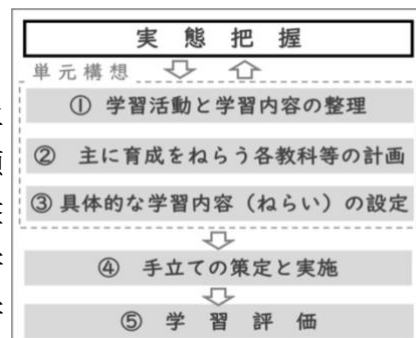 実態把握
単元構想
① 学習活動と学習内容の整理
② 主に育成をねらう各教科等の計画
③ 具体的な学習内容（ねらい）の設定
④ 手立ての策定と実施
⑤ 学習評価